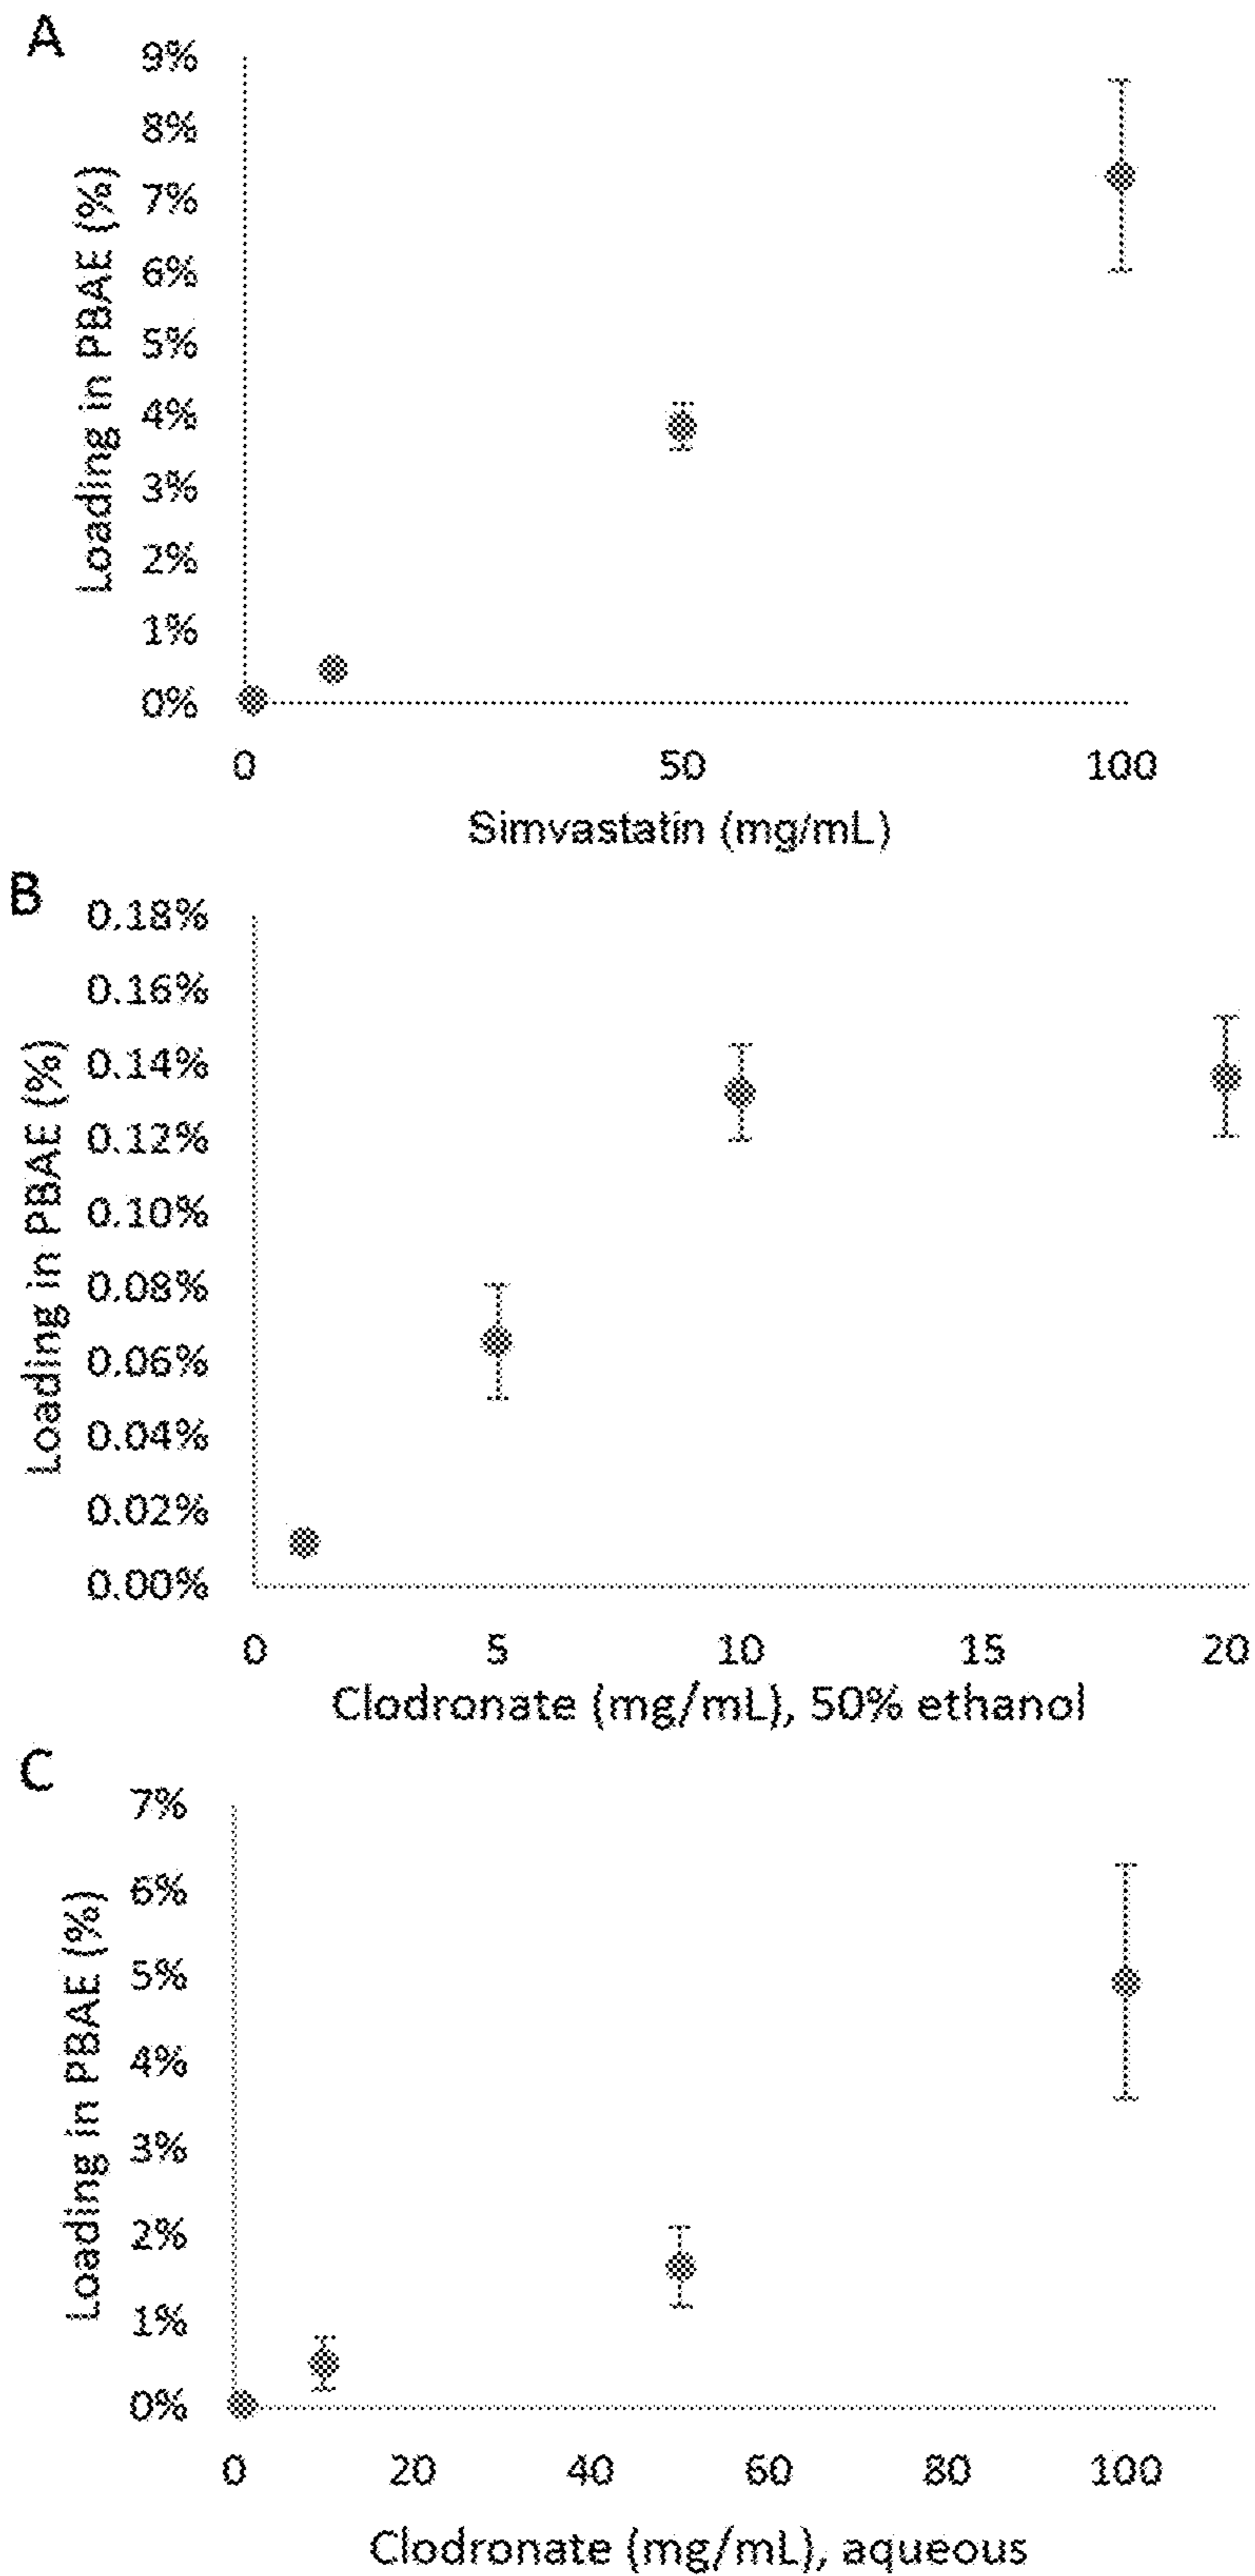 A
9%
8%
7%
6%
5%
4%
3%
2%
1%
0%
Loading in PBAE (%)
0 50 100
Simvastatin (mg/mL)
B
0.18%
0.16%
0.14%
0.12%
0.10%
0.08%
0.06%
0.04%
0.02%
0.00%
Loading in PBAE (%)
0 5 10 15 20
Clodronate (mg/mL), 50% ethanol
C
7%
6%
5%
4%
3%
2%
1%
0%
Loading in PBAE (%)
0 20 40 60 80 100
Clodronate (mg/mL), aqueous